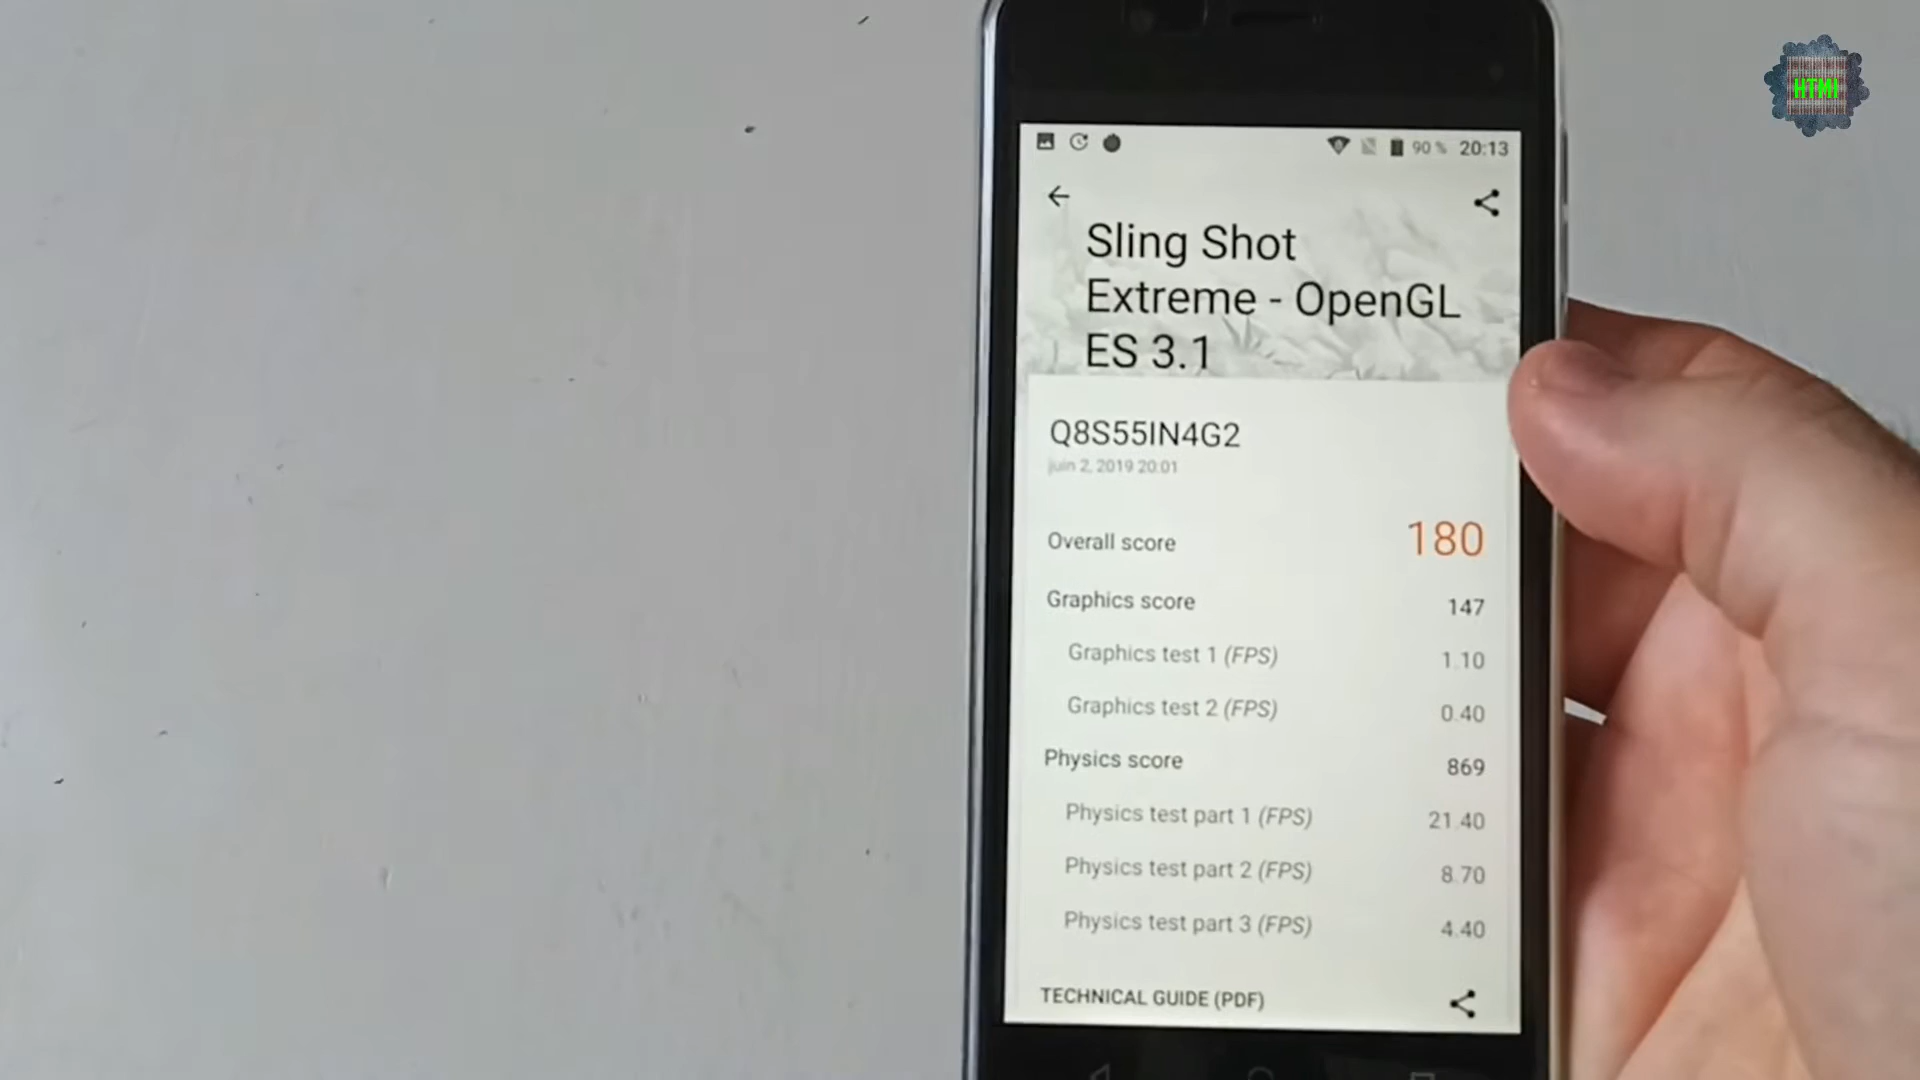 HTMI
90 % 20:13
Sling Shot
Extreme - OpenGL
ES 3.1
Q8S55IN4G2
juin 2, 2019 20:01
Overall score 180
Graphics score 147
Graphics test 1 (FPS) 1.10
Graphics test 2 (FPS) 0.40
Physics score 869
Physics test part 1 (FPS) 21.40
Physics test part 2 (FPS) 8.70
Physics test part 3 (FPS) 4.40
TECHNICAL GUIDE (PDF)